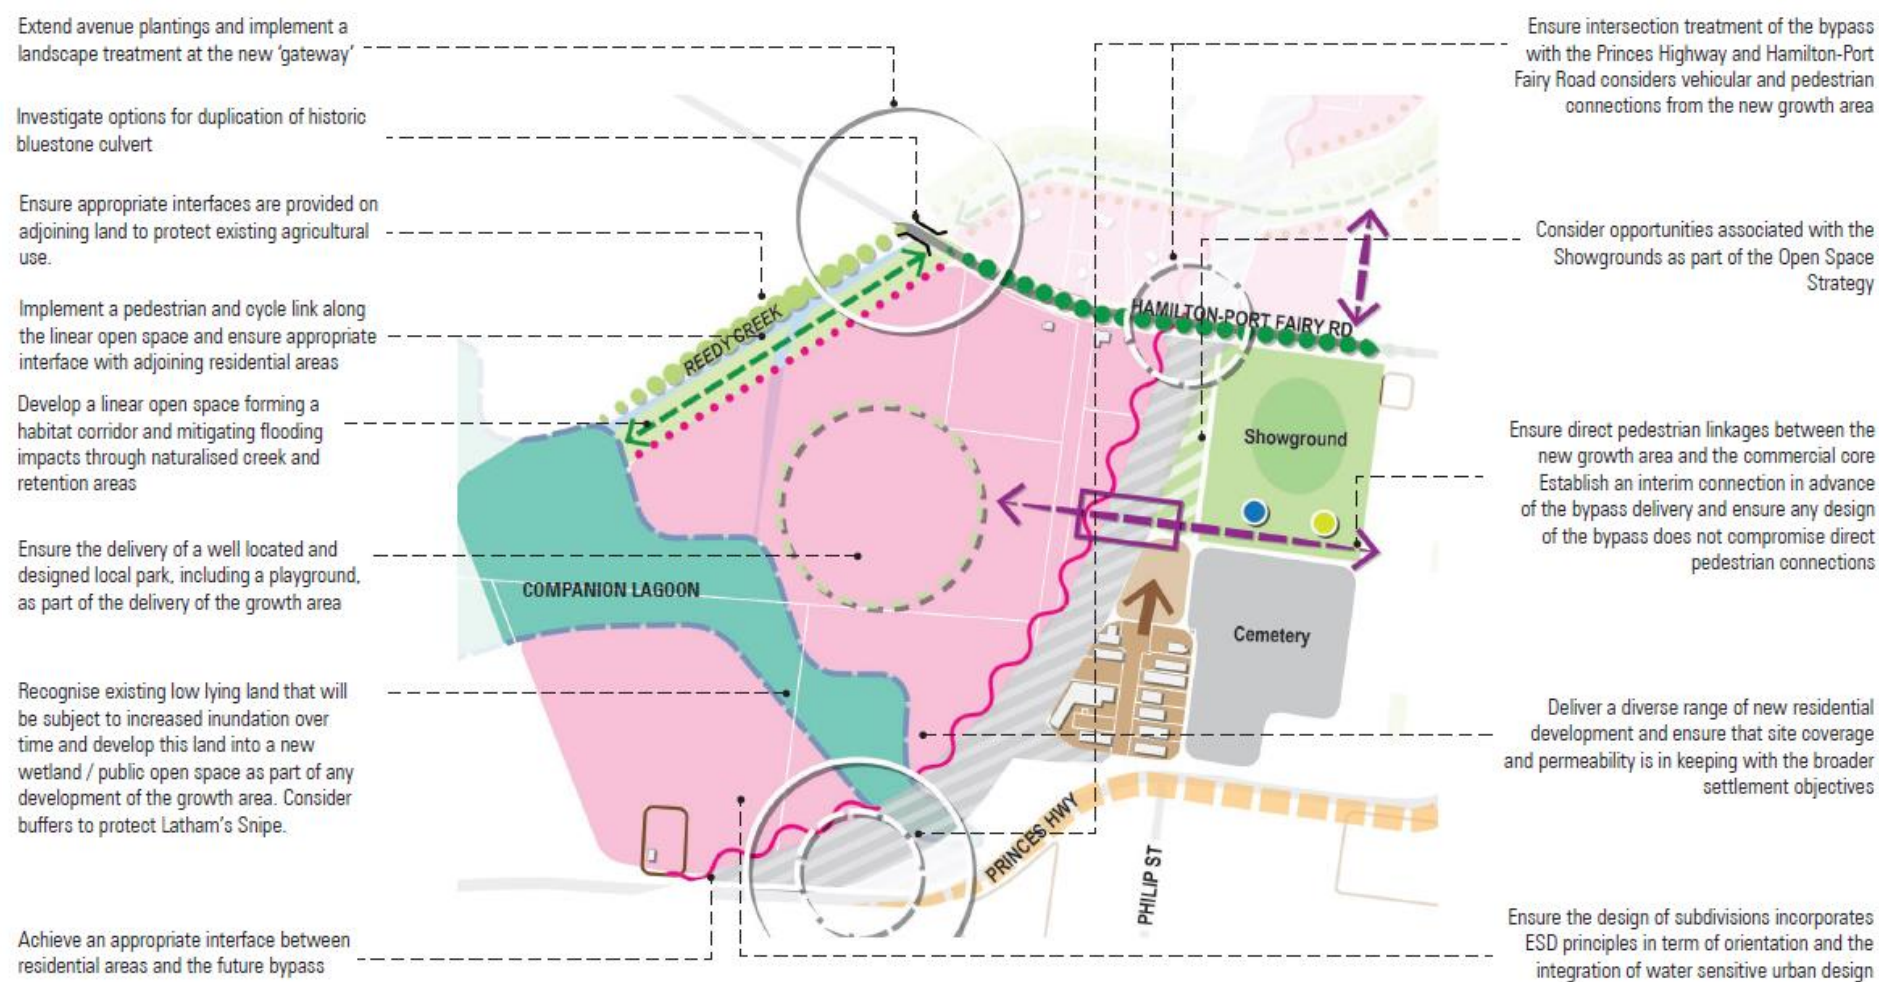 Extend avenue plantings and implement a
landscape treatment at the new ‘gateway’
Investigate options for duplication of historic
bluestone culvert
Ensure appropriate interfaces are provided on
adjoining land to protect existing agricultural
use.
Implement a pedestrian and cycle link along
the linear open space and ensure appropriate
interface with adjoining residential areas
Develop a linear open space forming a
habitat corridor and mitigating flooding
impacts through naturalised creek and
retention areas
Ensure the delivery of a well located and
designed local park, including a playground,
as part of the delivery of the growth area
Recognise existing low lying land that will
be subject to increased inundation over
time and develop this land into a new
wetland / public open space as part of any
development of the growth area. Consider
buffers to protect Latham’s Snipe.
Achieve an appropriate interface between
residential areas and the future bypass
REEDY CREEK
HAMILTON-PORT FAIRY RD
Showground
COMPANION LAGOON
Cemetery
PRINCES HWY
PHILIP ST
Ensure intersection treatment of the bypass
with the Princes Highway and Hamilton-Port
Fairy Road considers vehicular and pedestrian
connections from the new growth area
Consider opportunities associated with the
Showgrounds as part of the Open Space
Strategy
Ensure direct pedestrian linkages between the
new growth area and the commercial core
Establish an interim connection in advance
of the bypass delivery and ensure any design
of the bypass does not compromise direct
pedestrian connections
Deliver a diverse range of new residential
development and ensure that site coverage
and permeability is in keeping with the broader
settlement objectives
Ensure the design of subdivisions incorporates
ESD principles in term of orientation and the
integration of water sensitive urban design